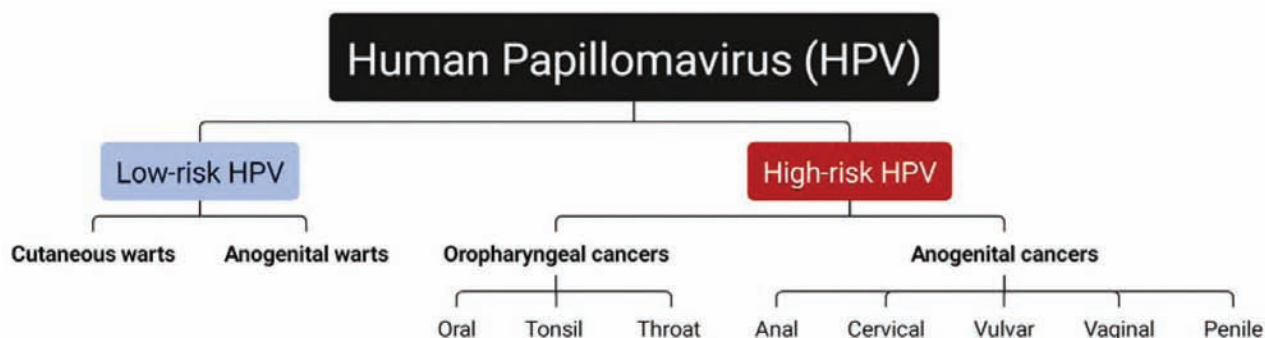 Human Papillomavirus (HPV)
Low-risk HPV
High-risk HPV
Cutaneous warts
Anogenital warts
Oropharyngeal cancers
Anogenital cancers
Oral
Tonsil
Throat
Anal
Cervical
Vulvar
Vaginal
Penile